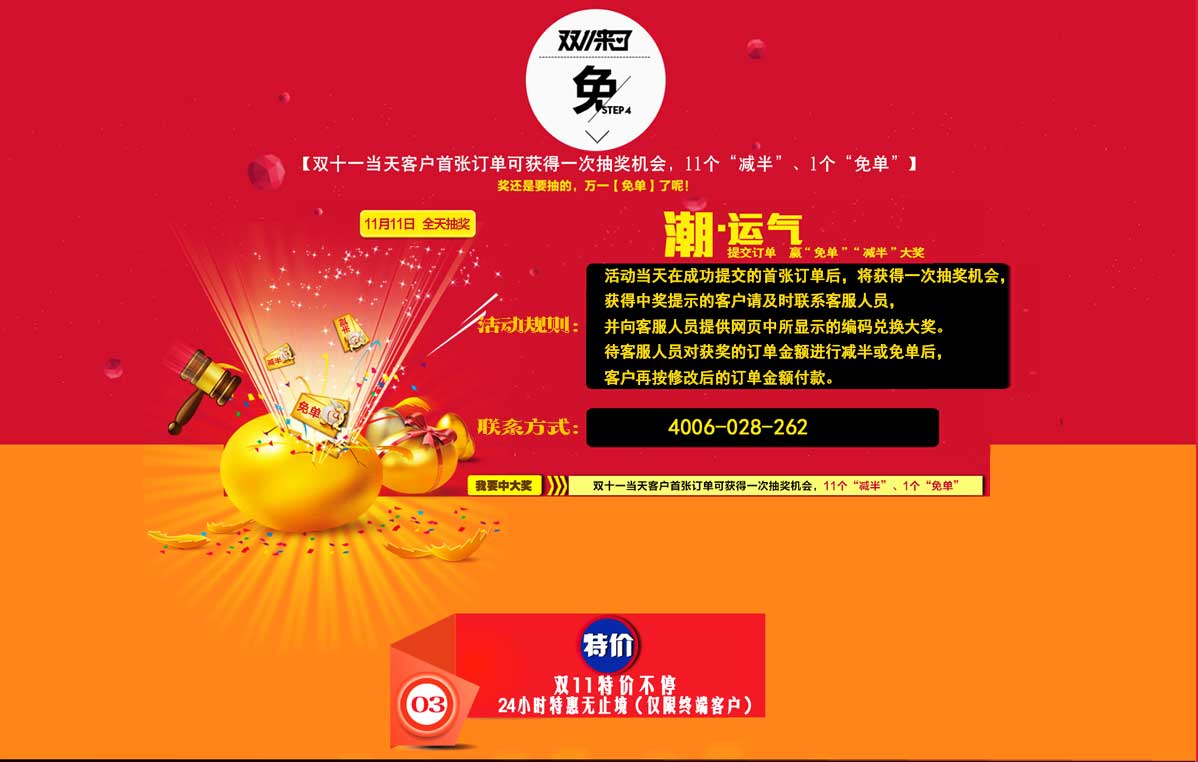 双11来了
免
STEP 4
【双十一当天客户首张订单可获得一次抽奖机会，11个“减半”、1个“免单”】
奖还是要抽的，万一【免单】了呢！
11月11日 全天抽奖
潮·运气
提交订单 赢“免单”“减半”大奖
活动规则：
活动当天在成功提交的首张订单后，将获得一次抽奖机会，
获得中奖提示的客户请及时联系客服人员，
并向客服人员提供网页中所显示的编码兑换大奖。
待客服人员对获奖的订单金额进行减半或免单后，
客户再按修改后的订单金额付款。
减半
免单
联系方式：
4006-028-262
我要中大奖
双十一当天客户首张订单可获得一次抽奖机会，11个“减半”、1个“免单”
特价
双11特价不停
03
24小时特惠无止境（仅限终端客户）